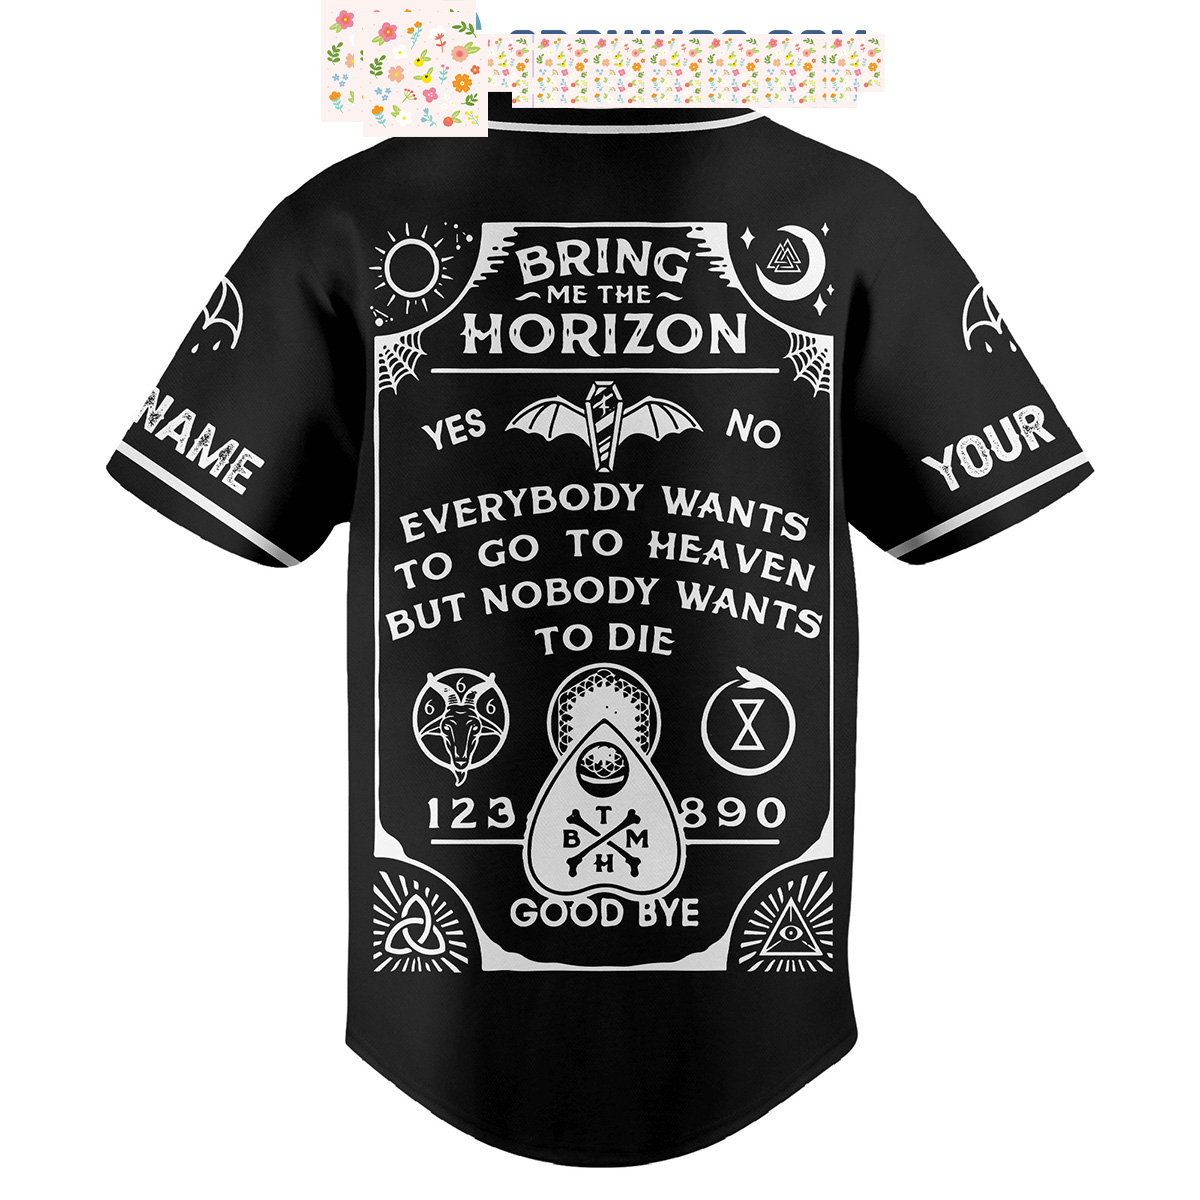 BRING
~ME THE~
HORIZON
YES NO
EVERYBODY WANTS
TO GO TO HEAVEN
BUT NOBODY WANTS
TO DIE
6 6 6
123 890
T
B M
H
GOOD BYE
NAME
YOUR